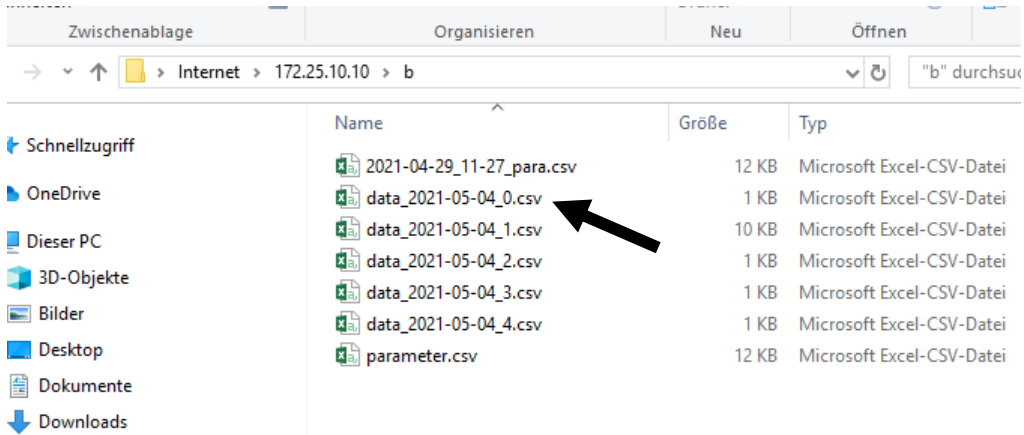 Zwischenablage Organisieren Neu Öffnen
Internet > 172.25.10.10 > b "b" durchsuc
Name Größe Typ
Schnellzugriff
OneDrive
Dieser PC
3D-Objekte
Bilder
Desktop
Dokumente
Downloads
2021-04-29_11-27_para.csv 12 KB Microsoft Excel-CSV-Datei
data_2021-05-04_0.csv 1 KB Microsoft Excel-CSV-Datei
data_2021-05-04_1.csv 10 KB Microsoft Excel-CSV-Datei
data_2021-05-04_2.csv 1 KB Microsoft Excel-CSV-Datei
data_2021-05-04_3.csv 1 KB Microsoft Excel-CSV-Datei
data_2021-05-04_4.csv 1 KB Microsoft Excel-CSV-Datei
parameter.csv 12 KB Microsoft Excel-CSV-Datei